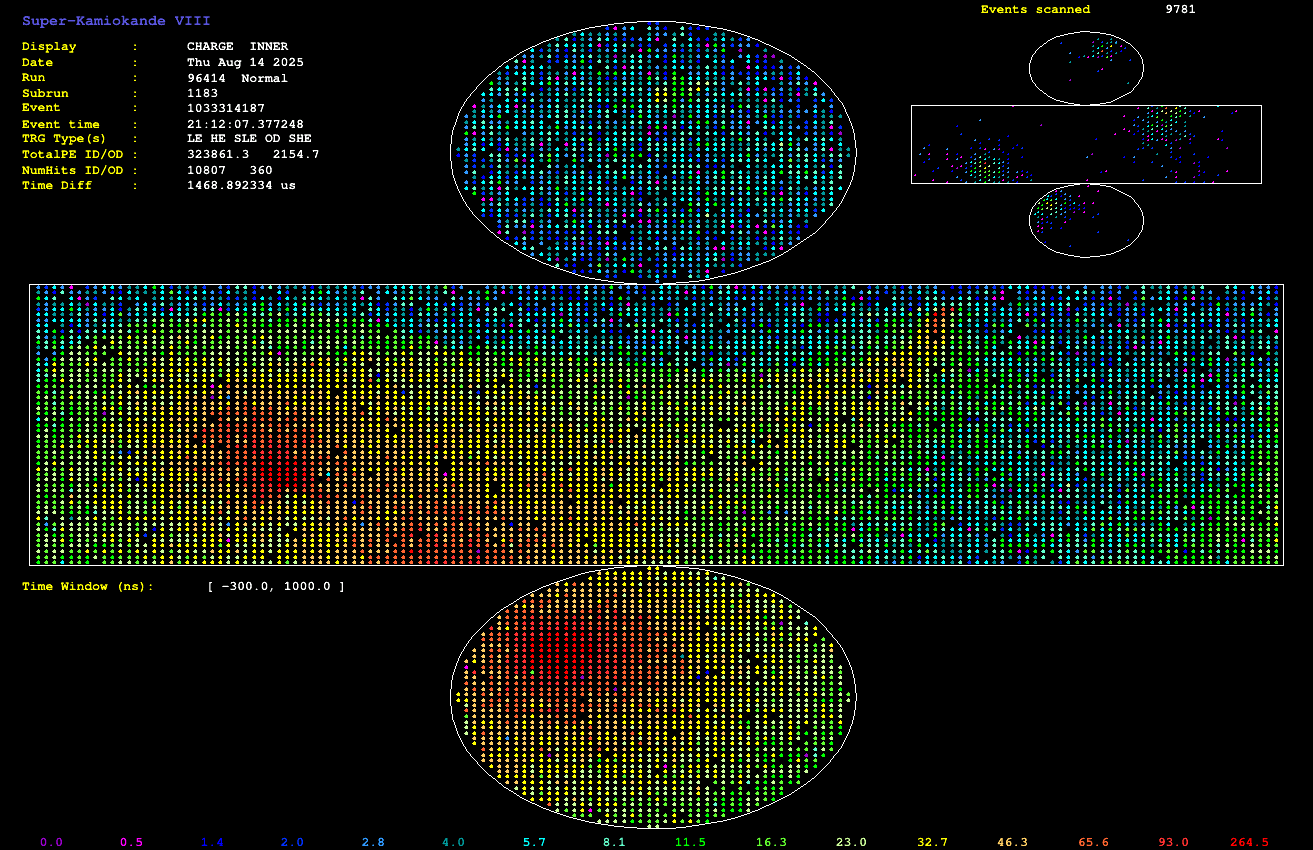 Super-Kamiokande VIII
Events scanned 9781
Display : CHARGE INNER
Date : Thu Aug 14 2025
Run : 96414 Normal
Subrun : 1183
Event : 1033314187
Event time : 21:12:07.377248
TRG Type(s) : LE HE SLE OD SHE
TotalPE ID/OD : 323861.3 2154.7
NumHits ID/OD : 10807 360
Time Diff : 1468.892334 us
Time Window (ns): [ -300.0, 1000.0 ]
0.0 0.5 1.4 2.0 2.8 4.0 5.7 8.1 11.5 16.3 23.0 32.7 46.3 65.6 93.0 264.5